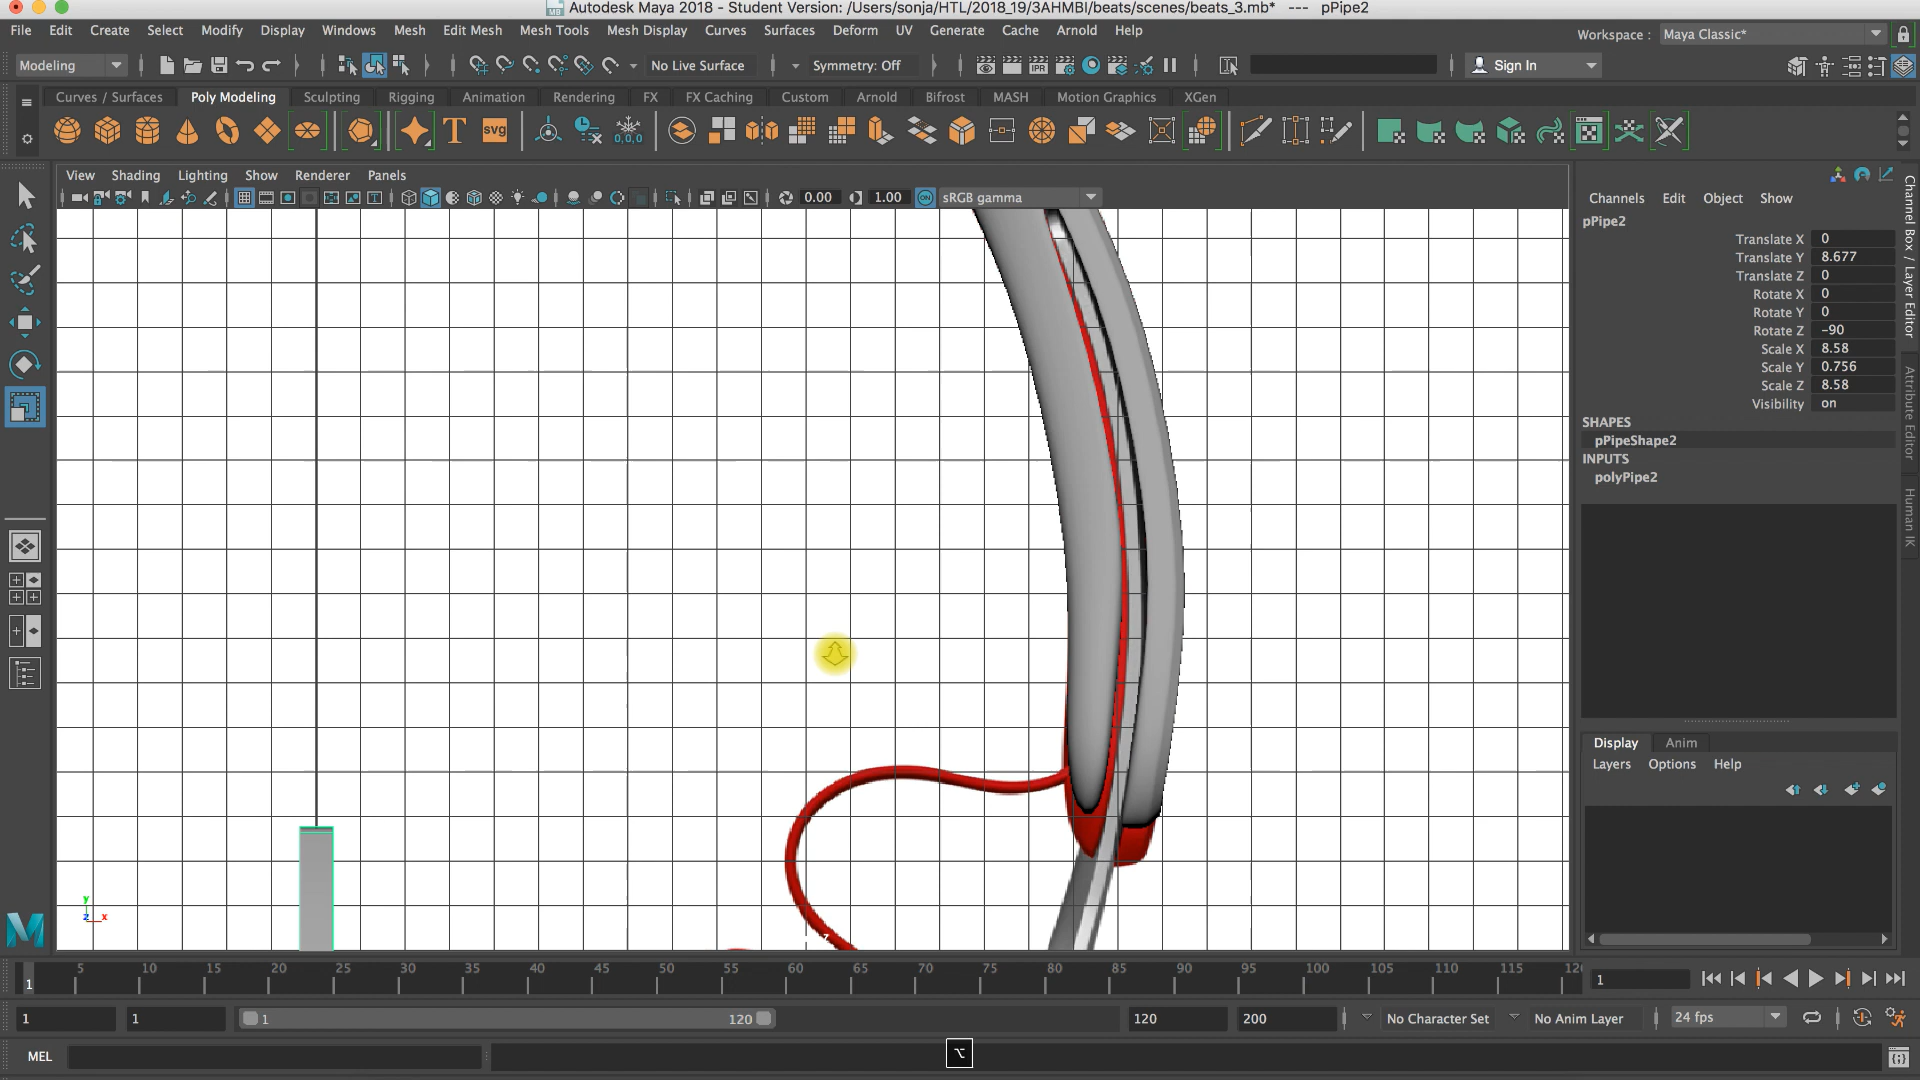 Autodesk Maya 2018 - Student Version: /Users/sonja/HTL/2018_19/3AHMBI/beats/scenes/beats_3.mb* --- pPipe2
File Edit Create Select Modify Display Windows Mesh Edit Mesh Mesh Tools Mesh Display Curves Surfaces Deform UV Generate Cache Arnold Help
Workspace : Maya Classic*
Modeling No Live Surface Symmetry: Off IPR Sign In
Curves / Surfaces Poly Modeling Sculpting Rigging Animation Rendering FX FX Caching Custom Arnold Bifrost MASH Motion Graphics XGen
T svg 0,0,0
View Shading Lighting Show Renderer Panels
0.00 1.00 ON sRGB gamma
Channels Edit Object Show
pPipe2
Translate X 0
Translate Y 8.677
Translate Z 0
Rotate X 0
Rotate Y 0
Rotate Z -90
Scale X 8.58
Scale Y 0.756
Scale Z 8.58
Visibility on
SHAPES
pPipeShape2
INPUTS
polyPipe2
Channel Box / Layer Editor
Attribute Editor
Human IK
Display Anim
Layers Options Help
y
z x
M
5 10 15 20 25 30 35 40 45 50 55 60 65 70 75 80 85 90 95 100 105 110 115 12
1
1
1 1 1 120 120 200 No Character Set No Anim Layer 24 fps
MEL